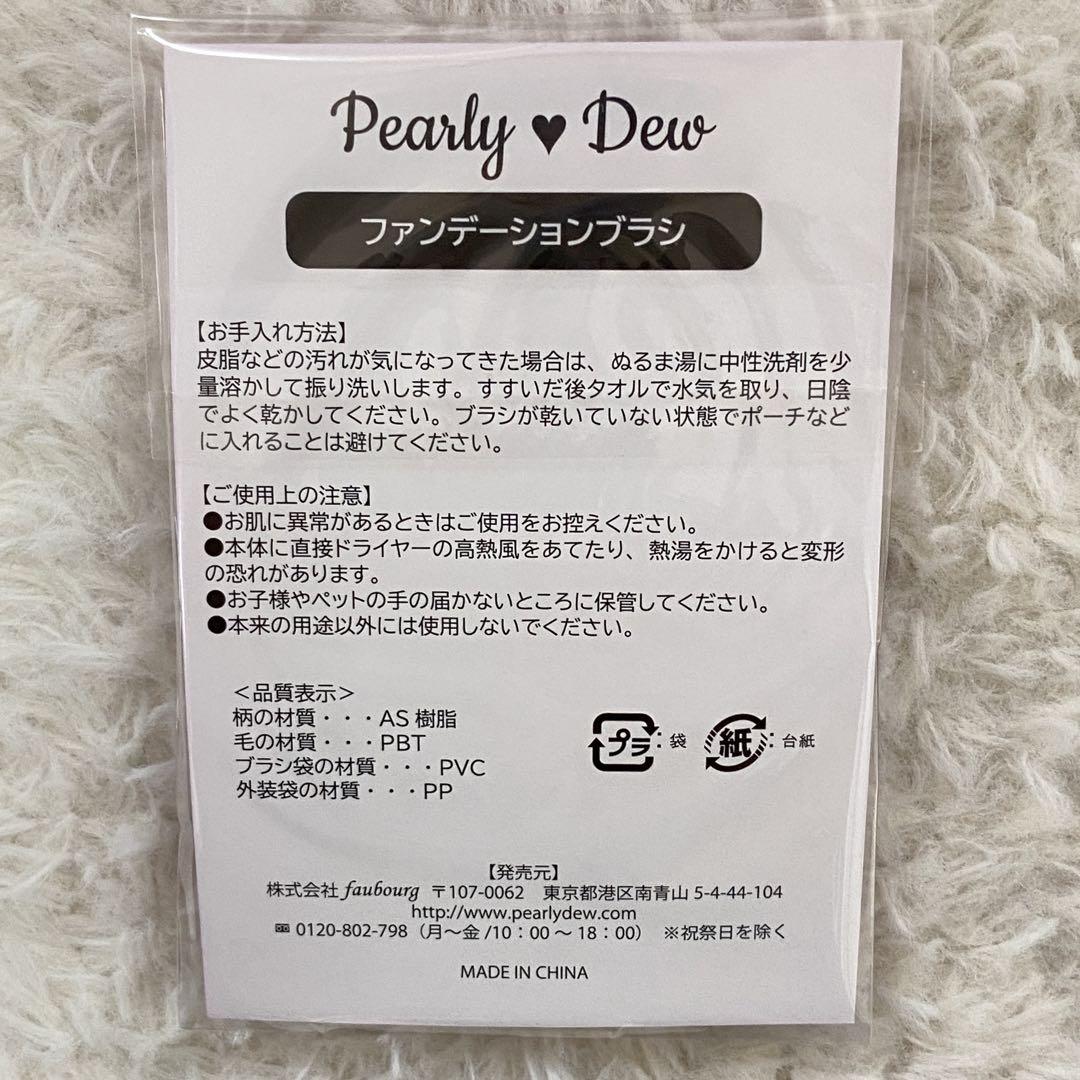 Pearly ♥ Dew
ファンデーションブラシ
【お手入れ方法】
皮脂などの汚れが気になってきた場合は、ぬるま湯に中性洗剤を少
量溶かして振り洗いします。すすいだ後タオルで水気を取り、日陰
でよく乾かしてください。ブラシが乾いていない状態でポーチなど
に入れることは避けてください。
【ご使用上の注意】
●お肌に異常があるときはご使用をお控えください。
●本体に直接ドライヤーの高熱風をあてたり、熱湯をかけると変形
の恐れがあります。
●お子様やペットの手の届かないところに保管してください。
●本来の用途以外には使用しないでください。
＜品質表示＞
柄の材質・・・AS 樹脂
毛の材質・・・PBT
ブラシ袋の材質・・・PVC
外装袋の材質・・・PP
プラ：袋 紙：台紙
【発売元】
株式会社 faubourg 〒107-0062 東京都港区南青山 5-4-44-104
http://www.pearlydew.com
0120-802-798（月～金 /10：00 ～ 18：00） ※祝祭日を除く
MADE IN CHINA